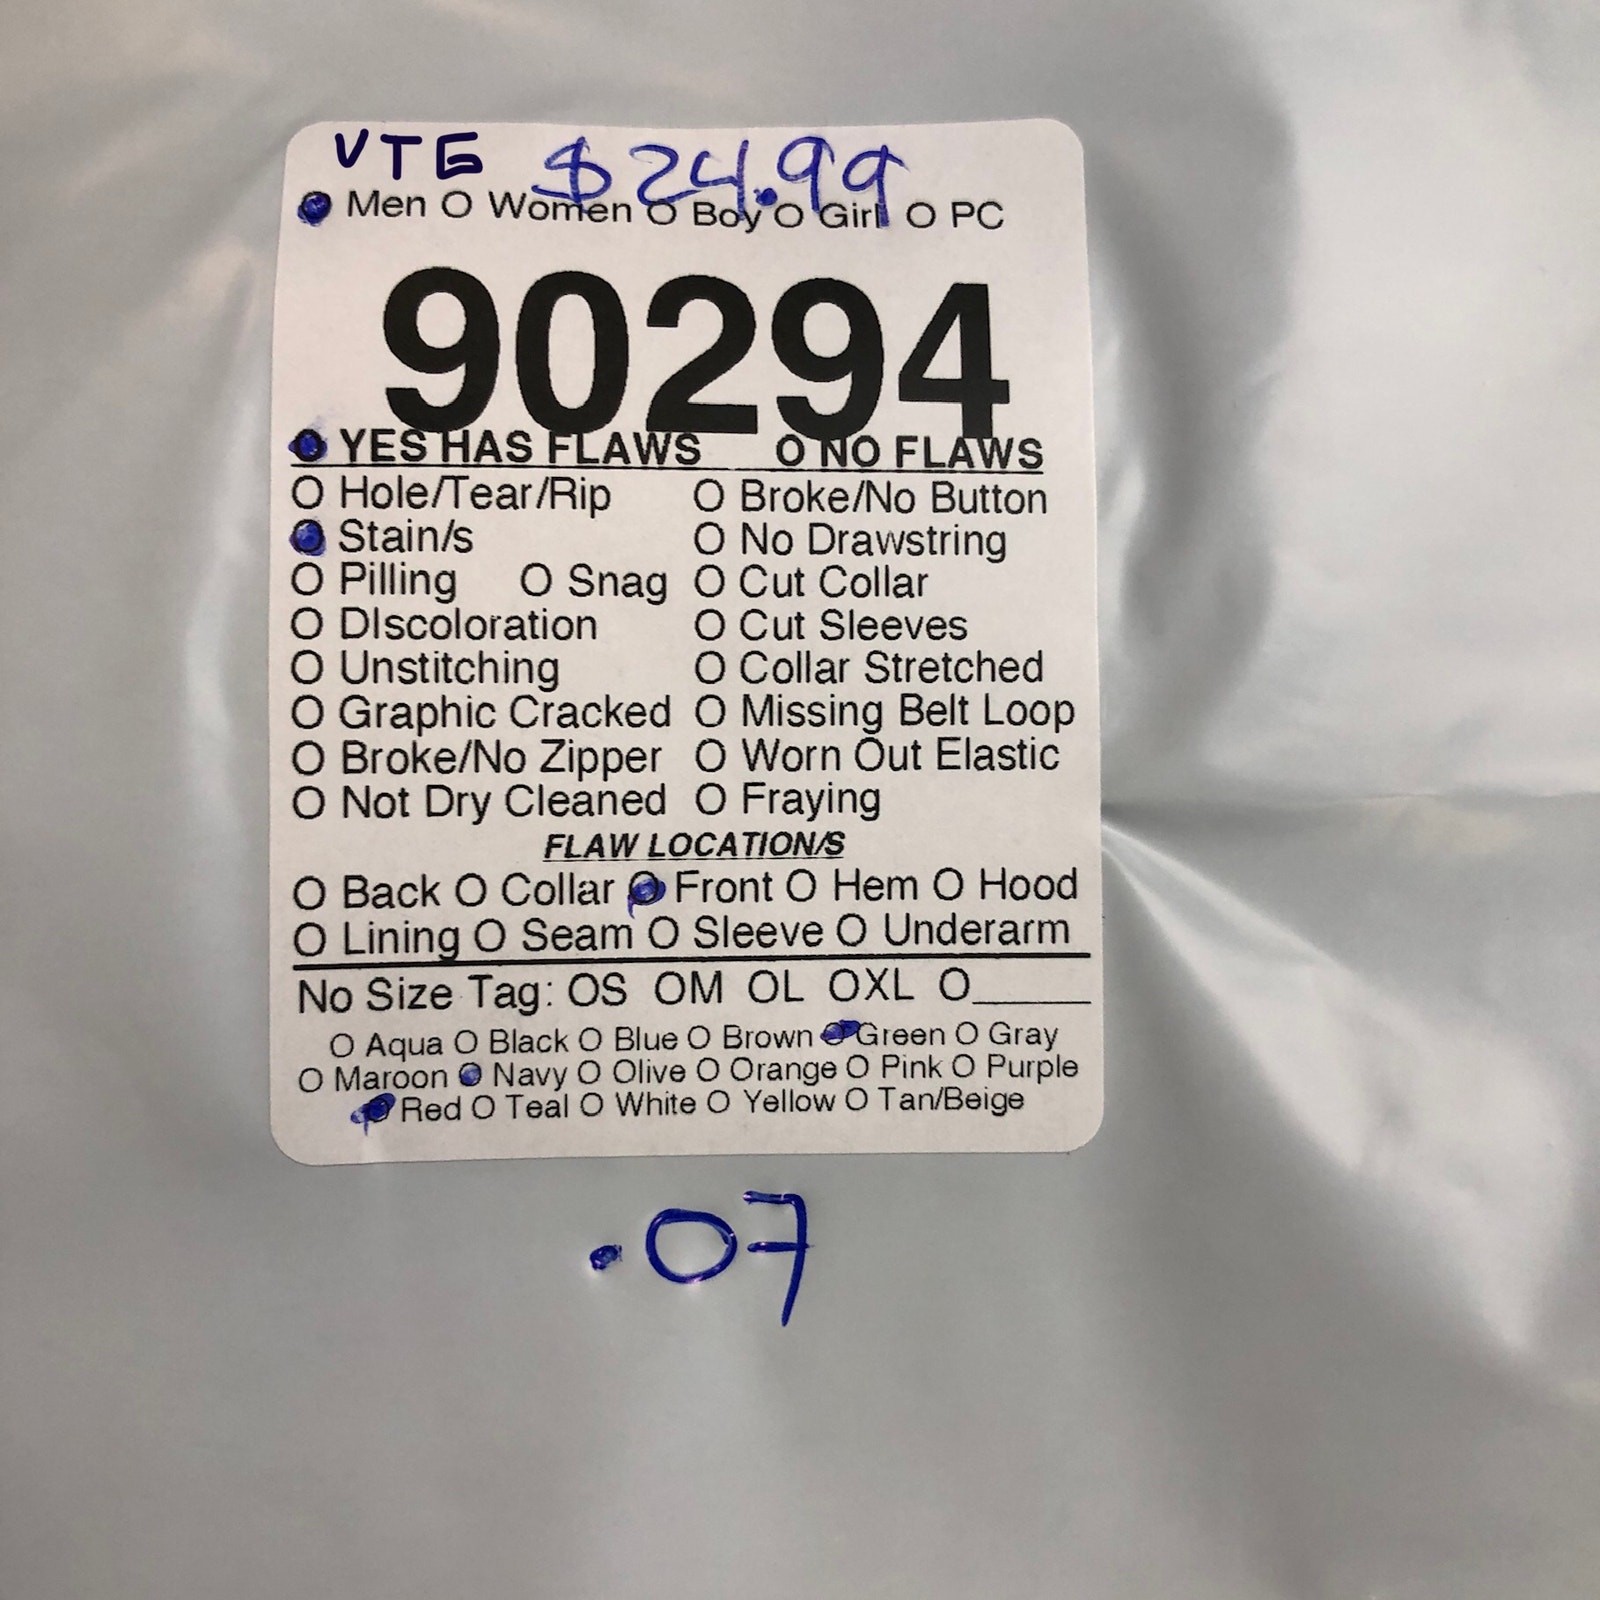 VTG $24.99
Men O Women O Boy O Girl O PC
90294
O YES HAS FLAWS O NO FLAWS
O Hole/Tear/Rip O Broke/No Button
Stain/s O No Drawstring
O Pilling O Snag O Cut Collar
O DIscoloration O Cut Sleeves
O Unstitching O Collar Stretched
O Graphic Cracked O Missing Belt Loop
O Broke/No Zipper O Worn Out Elastic
O Not Dry Cleaned O Fraying
FLAW LOCATION/S
O Back O Collar O Front O Hem O Hood
O Lining O Seam O Sleeve O Underarm
No Size Tag: OS OM OL OXL O_____
O Aqua O Black O Blue O Brown O Green O Gray
O Maroon O Navy O Olive O Orange O Pink O Purple
O Red O Teal O White O Yellow O Tan/Beige
.07